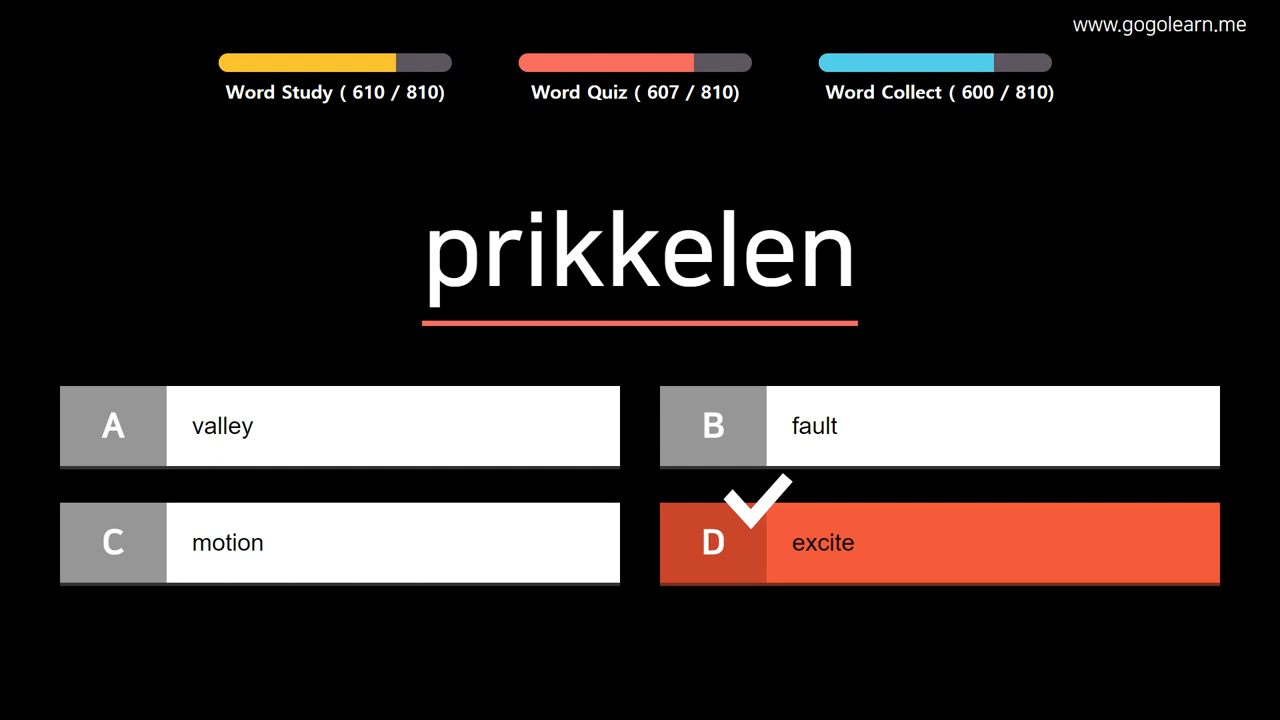 www.gogolearn.me
Word Study ( 610 / 810)
Word Quiz ( 607 / 810)
Word Collect ( 600 / 810)
prikkelen
A valley
B fault
C motion
D excite